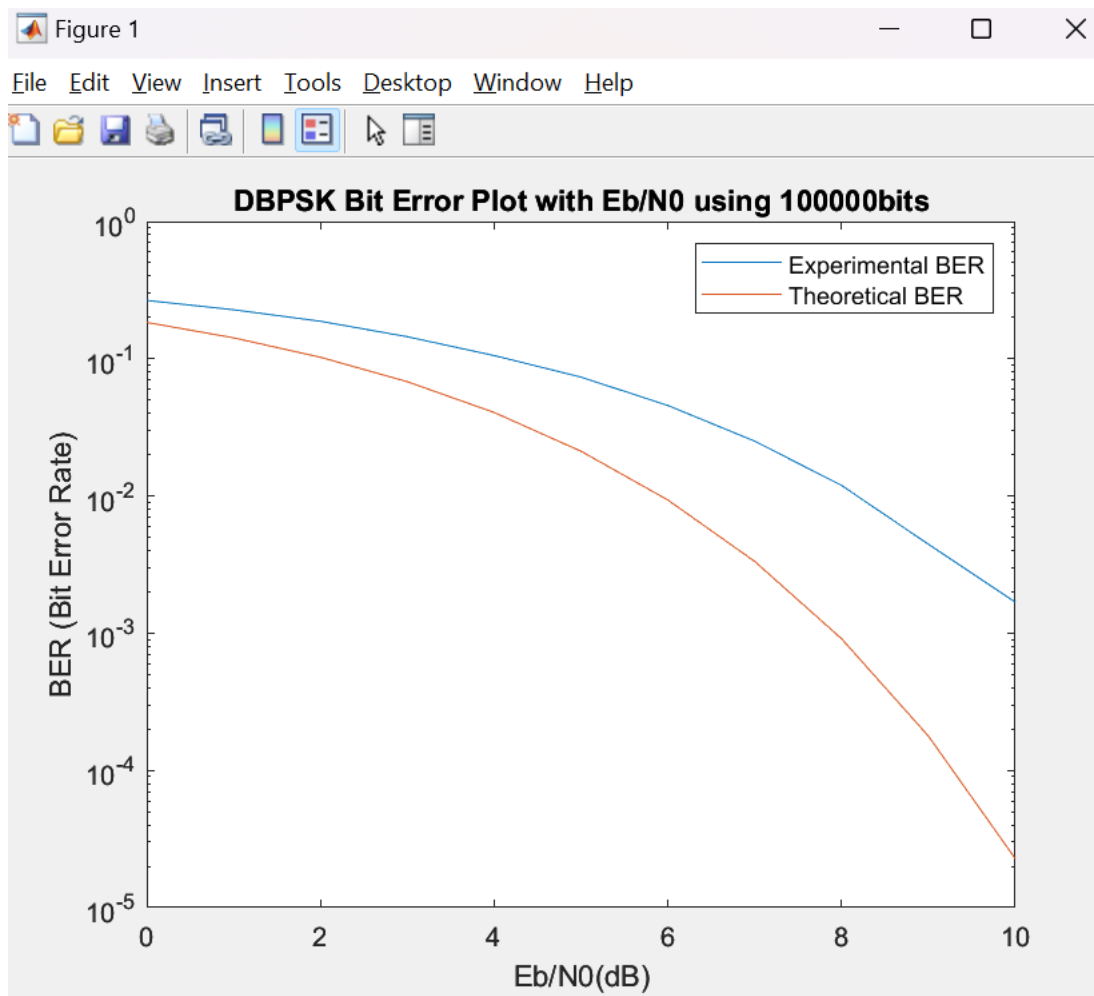 Figure 1
File Edit View Insert Tools Desktop Window Help
DBPSK Bit Error Plot with Eb/N0 using 100000bits
10^0
10^-1
10^-2
10^-3
10^-4
10^-5
BER (Bit Error Rate)
Experimental BER
Theoretical BER
0 2 4 6 8 10
Eb/N0(dB)